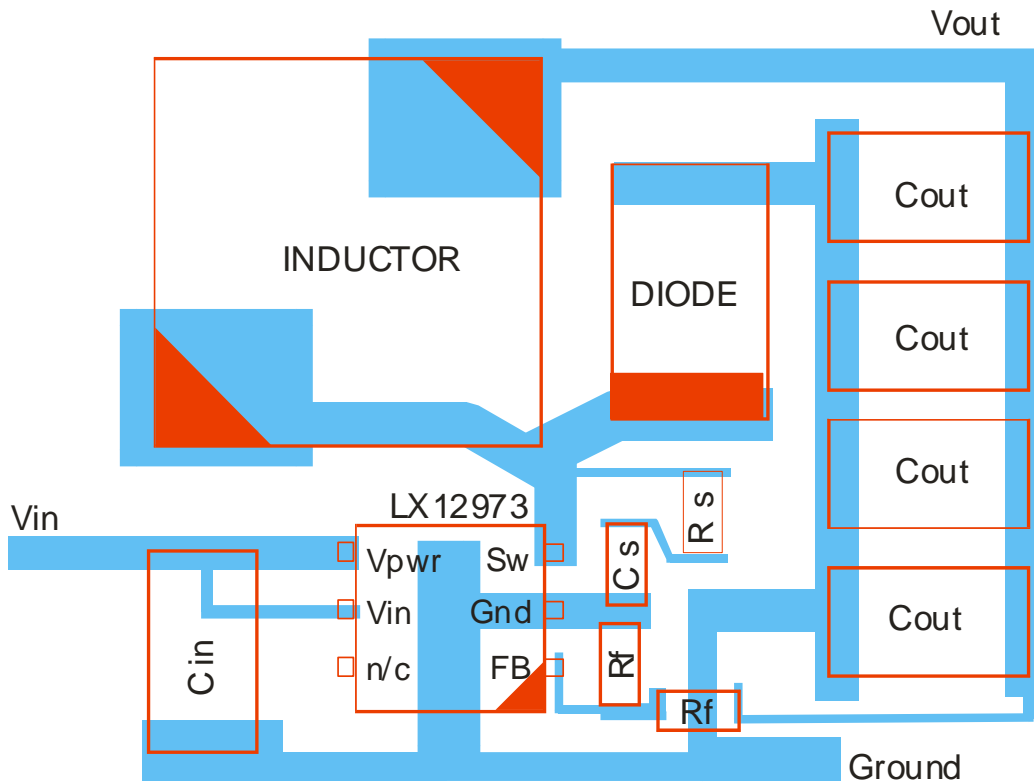 Vout
Cout
INDUCTOR
DIODE
Cout
Cout
LX12973
Rs
Vin
Vpwr
Sw
Cs
Vin
Gnd
Cout
Cin
n/c
FB
Rf
Rf
Ground